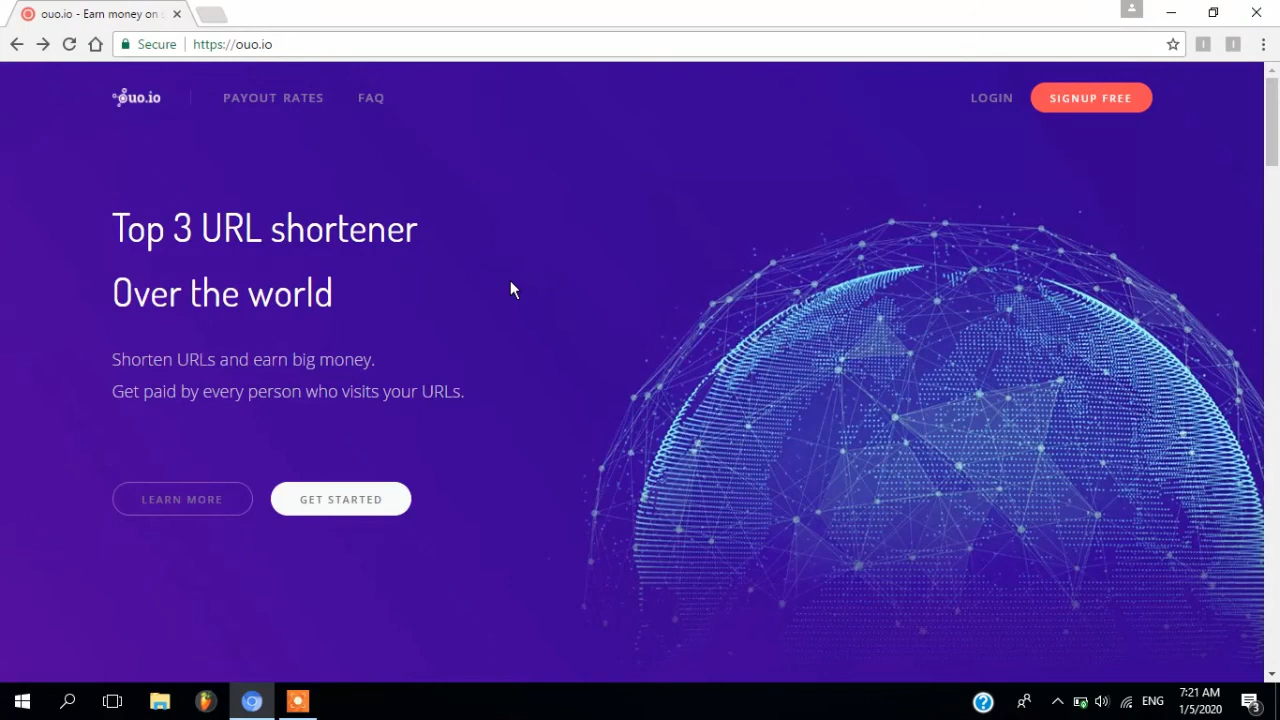 ouo.io - Earn money on s
Secure
https://ouo.io
ouo.io
PAYOUT RATES
FAQ
LOGIN
SIGNUP FREE
Top 3 URL shortener
Over the world
Shorten URLs and earn big money.
Get paid by every person who visits your URLs.
LEARN MORE
GET STARTED
ENG
7:21 AM
1/5/2020
3